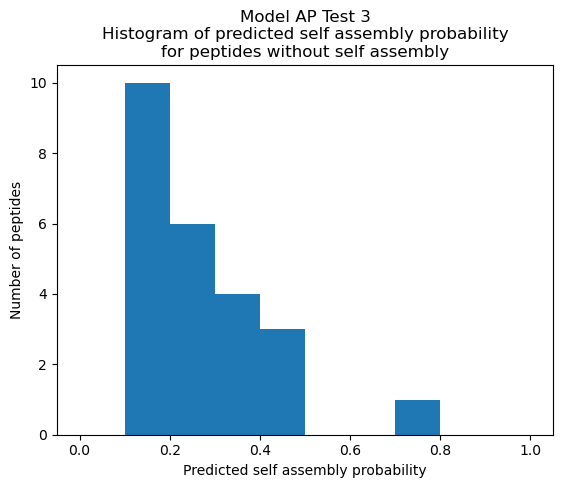 Model AP Test 3
Histogram of predicted self assembly probability
for peptides without self assembly
10
8
6
4
2
0
Number of peptides
0.0 0.2 0.4 0.6 0.8 1.0
Predicted self assembly probability